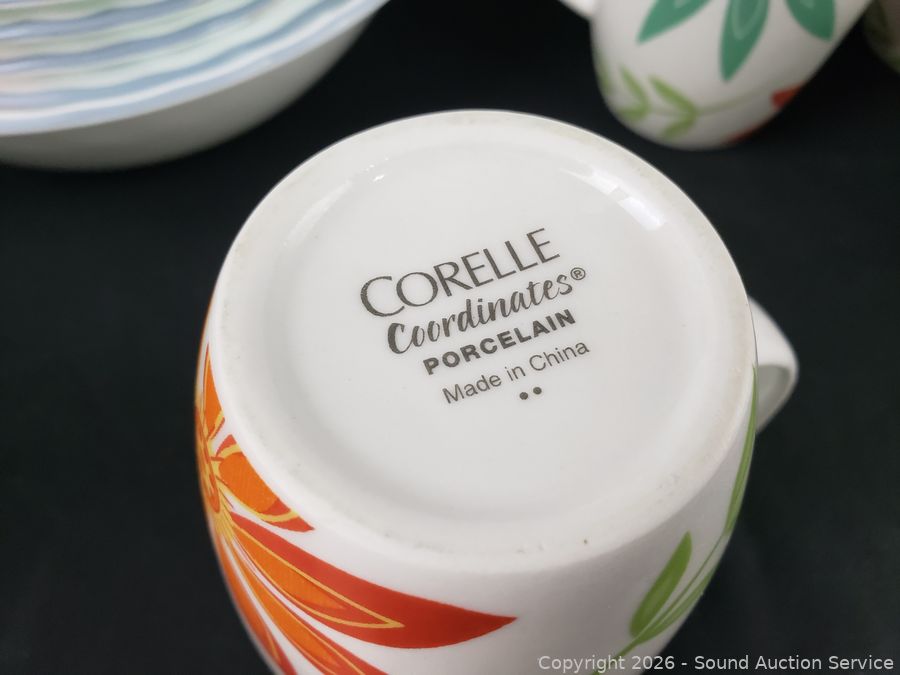 CORELLE
Coordinates®
PORCELAIN
Made in China
Copyright 2026 - Sound Auction Service